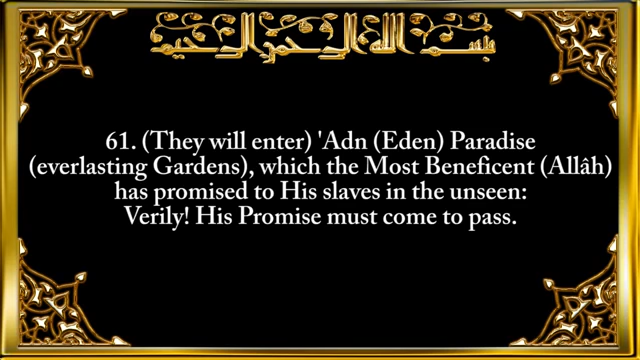 بسم الله الرحمن الرحيم
61. (They will enter) 'Adn (Eden) Paradise
(everlasting Gardens), which the Most Beneficent (Allâh)
has promised to His slaves in the unseen:
Verily! His Promise must come to pass.